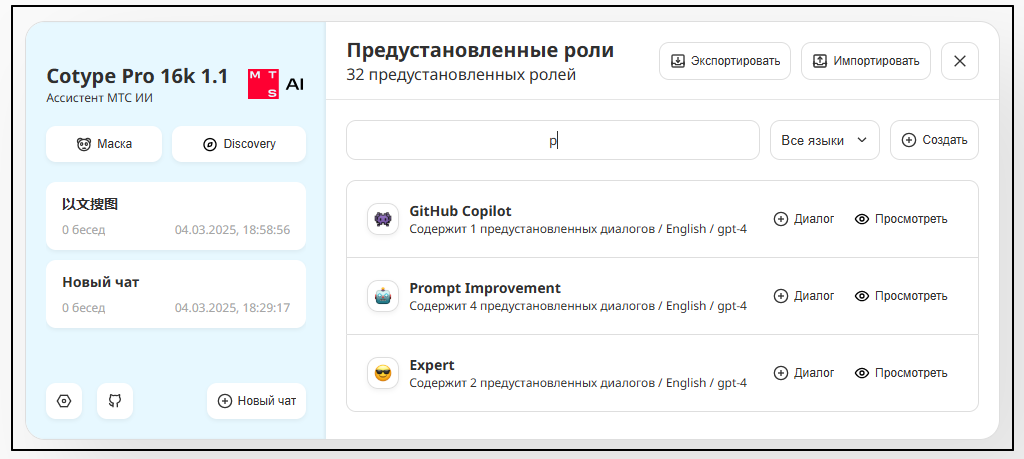 Cotype Pro 16k 1.1
Ассистент МТС ИИ
M T S AI
Маска
Discovery
以文搜图
0 бесед 04.03.2025, 18:58:56
Новый чат
0 бесед 04.03.2025, 18:29:17
Новый чат
Предустановленные роли
32 предустановленных ролей
Экспортировать
Импортировать
p
Все языки
Создать
GitHub Copilot
Содержит 1 предустановленных диалогов / English / gpt-4
Диалог
Просмотреть
Prompt Improvement
Содержит 4 предустановленных диалогов / English / gpt-4
Диалог
Просмотреть
Expert
Содержит 2 предустановленных диалогов / English / gpt-4
Диалог
Просмотреть